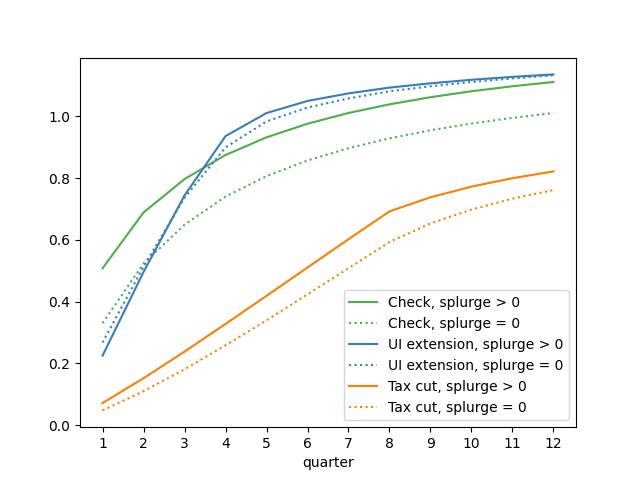 1.0
0.8
0.6
0.4
0.2
0.0
Check, splurge > 0
Check, splurge = 0
UI extension, splurge > 0
UI extension, splurge = 0
Tax cut, splurge > 0
Tax cut, splurge = 0
1 2 3 4 5 6 7 8 9 10 11 12
quarter